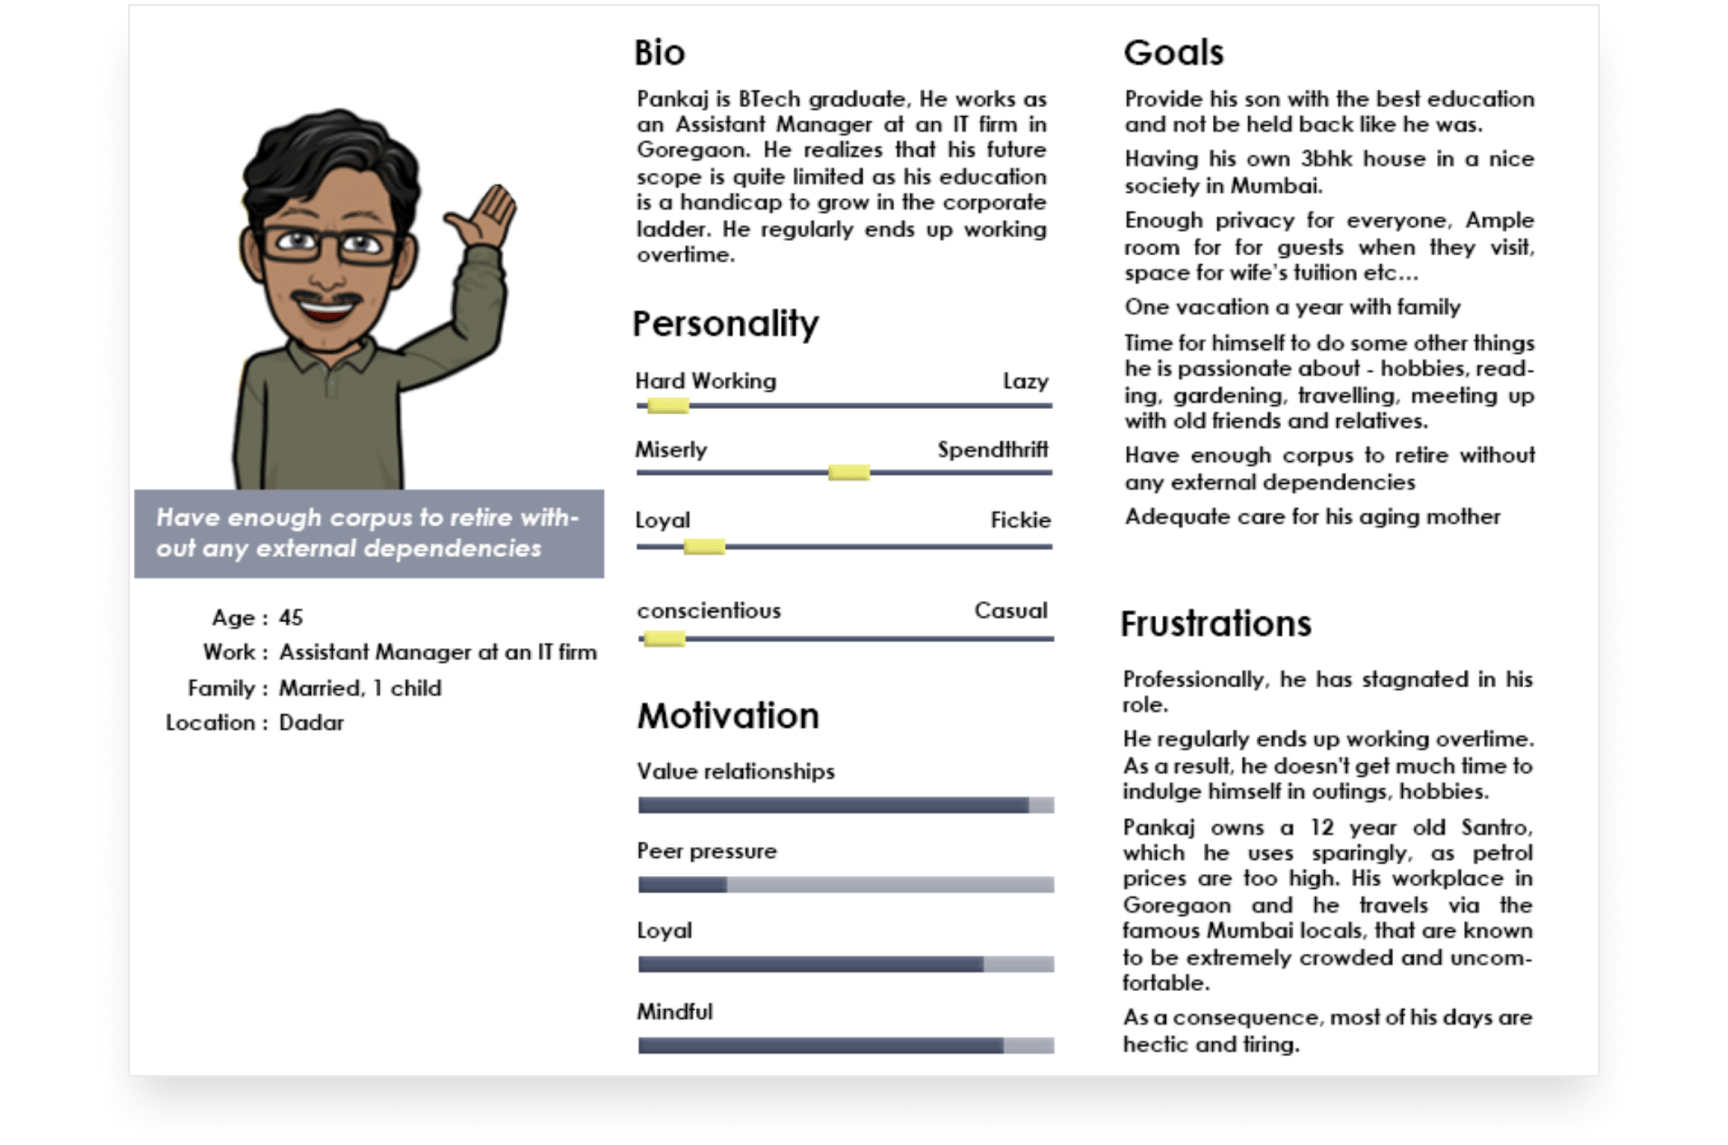 Have enough corpus to retire with-
out any external dependencies
Age : 45
Work : Assistant Manager at an IT firm
Family : Married, 1 child
Location : Dadar
Bio
Pankaj is BTech graduate, He works as
an Assistant Manager at an IT firm in
Goregaon. He realizes that his future
scope is quite limited as his education
is a handicap to grow in the corporate
ladder. He regularly ends up working
overtime.
Personality
Hard Working Lazy
Miserly Spendthrift
Loyal Fickie
conscientious Casual
Motivation
Value relationships
Peer pressure
Loyal
Mindful
Goals
Provide his son with the best education
and not be held back like he was.
Having his own 3bhk house in a nice
society in Mumbai.
Enough privacy for everyone, Ample
room for for guests when they visit,
space for wife's tuition etc...
One vacation a year with family
Time for himself to do some other things
he is passionate about - hobbies, read-
ing, gardening, travelling, meeting up
with old friends and relatives.
Have enough corpus to retire without
any external dependencies
Adequate care for his aging mother
Frustrations
Professionally, he has stagnated in his
role.
He regularly ends up working overtime.
As a result, he doesn't get much time to
indulge himself in outings, hobbies.
Pankaj owns a 12 year old Santro,
which he uses sparingly, as petrol
prices are too high. His workplace in
Goregaon and he travels via the
famous Mumbai locals, that are known
to be extremely crowded and uncom-
fortable.
As a consequence, most of his days are
hectic and tiring.